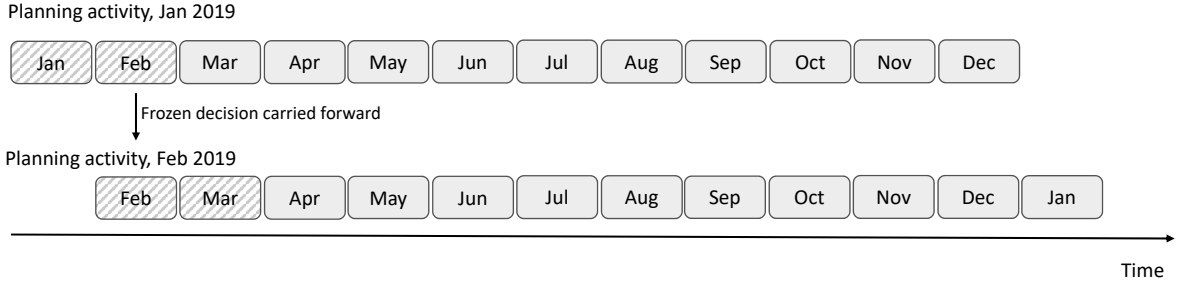 Planning activity, Jan 2019
Jan Feb Mar Apr May Jun Jul Aug Sep Oct Nov Dec
Frozen decision carried forward
Planning activity, Feb 2019
Feb Mar Apr May Jun Jul Aug Sep Oct Nov Dec Jan
Time